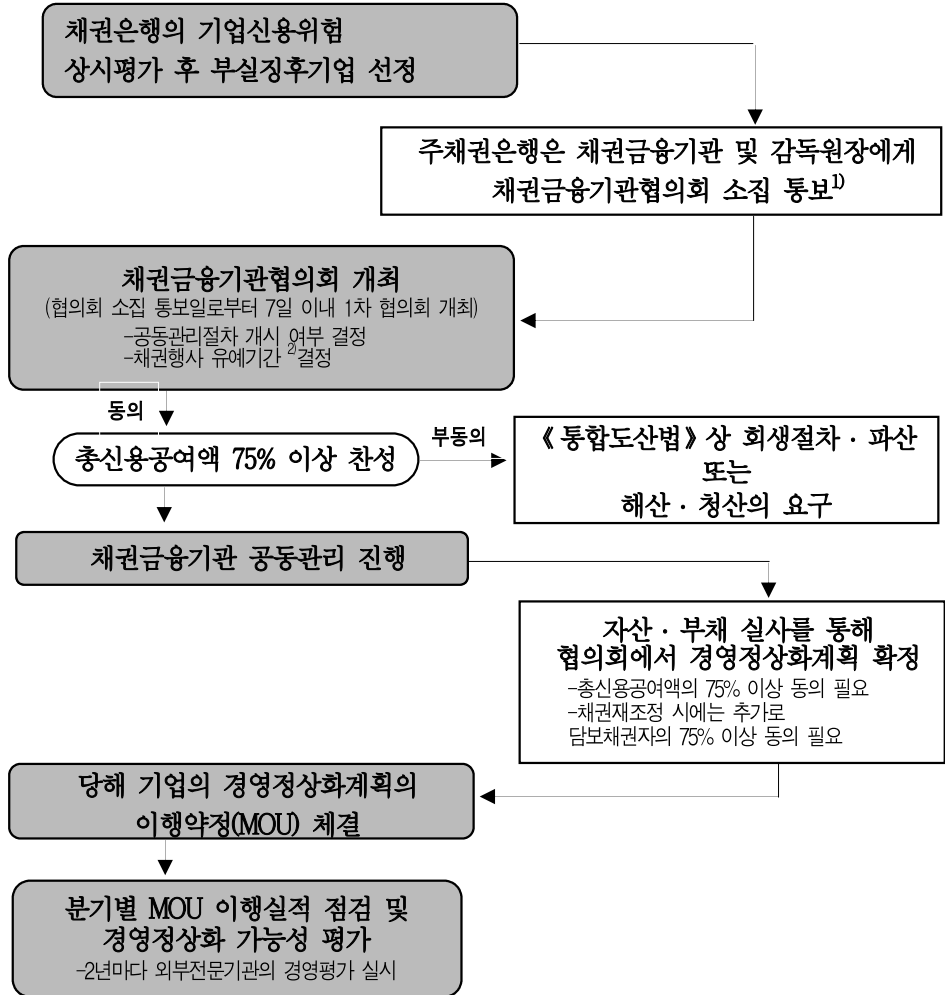 채권은행의 기업신용위험
상시평가 후 부실징후기업 선정
주채권은행은 채권금융기관 및 감독원장에게
채권금융기관협의회 소집 통보1)
채권금융기관협의회 개최
(협의회 소집 통보일로부터 7일 이내 1차 협의회 개최)
-공동관리절차 개시 여부 결정
-채권행사 유예기간2)결정
동의
총신용공여액 75% 이상 찬성
부동의
《통합도산법》상 회생절차·파산
또는
해산·청산의 요구
채권금융기관 공동관리 진행
자산·부채 실사를 통해
협의회에서 경영정상화계획 확정
-총신용공여액의 75% 이상 동의 필요
-채권재조정 시에는 추가로
담보채권자의 75% 이상 동의 필요
당해 기업의 경영정상화계획의
이행약정(MOU) 체결
분기별 MOU 이행실적 점검 및
경영정상화 가능성 평가
-2년마다 외부전문기관의 경영평가 실시